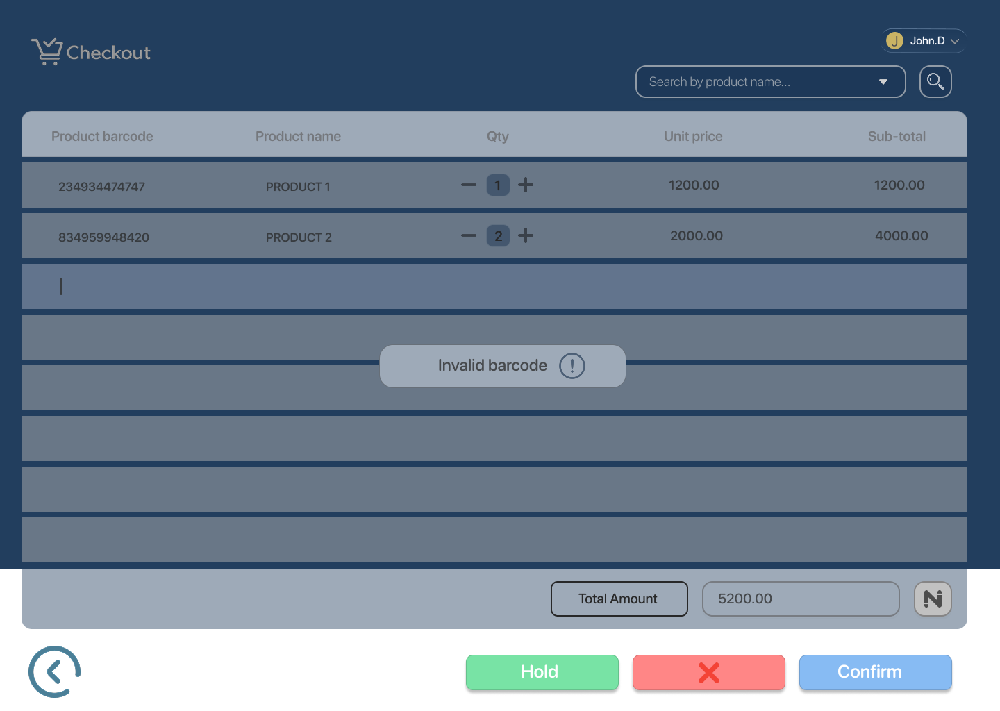 Checkout
J John.D
Search by product name...
Product barcode Product name Qty Unit price Sub-total
234934474747 PRODUCT 1 1 1200.00 1200.00
834959948420 PRODUCT 2 2 2000.00 4000.00
Invalid barcode !
Total Amount 5200.00 N
Hold Confirm